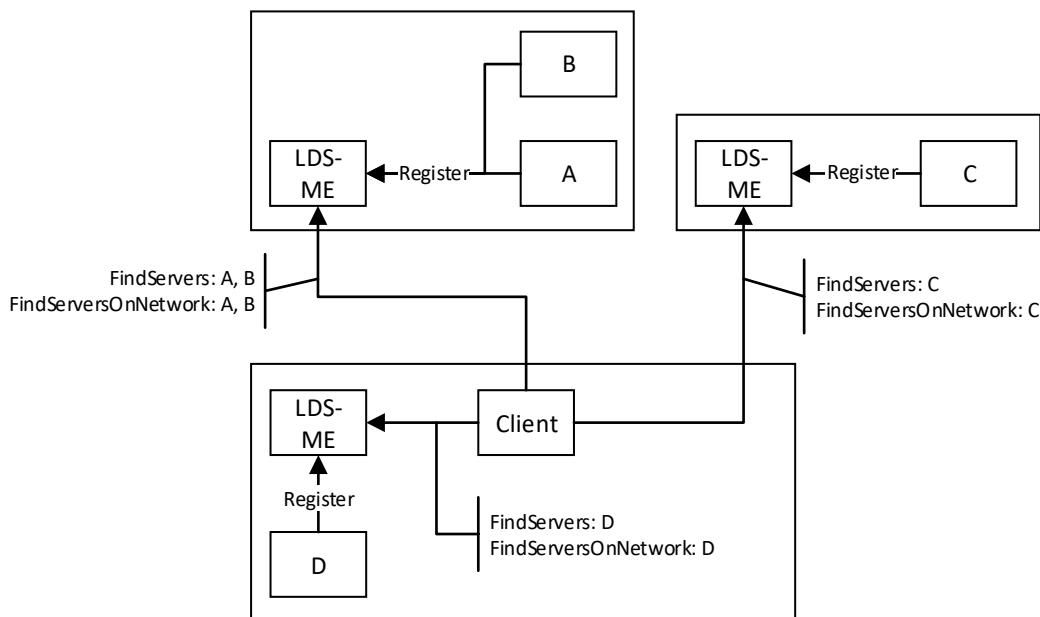 B
LDS-
ME
Register
A
LDS-
ME
Register
C
FindServers: A, B
FindServersOnNetwork: A, B
FindServers: C
FindServersOnNetwork: C
LDS-
ME
Client
Register
D
FindServers: D
FindServersOnNetwork: D